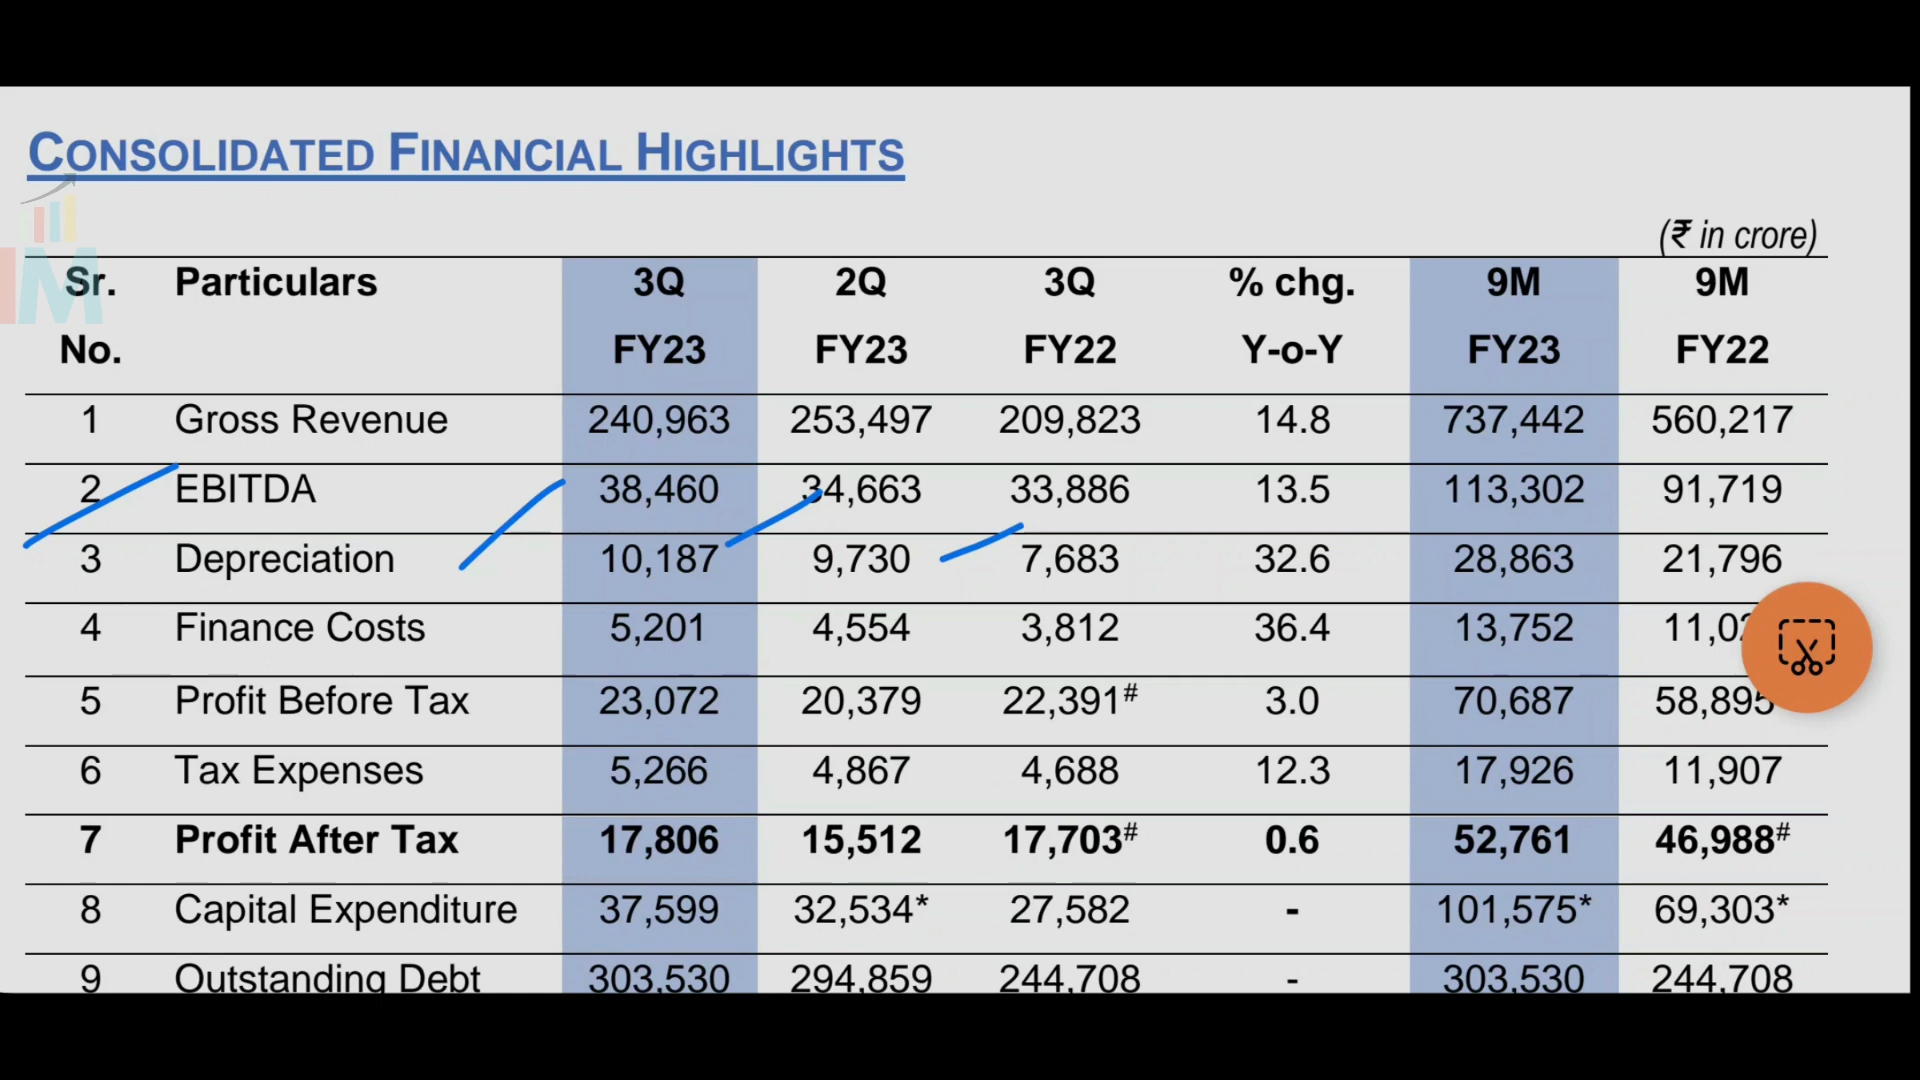 CONSOLIDATED FINANCIAL HIGHLIGHTS
(₹ in crore)
Sr. Particulars 3Q 2Q 3Q % chg. 9M 9M
No. FY23 FY23 FY22 Y-o-Y FY23 FY22
1 Gross Revenue 240,963 253,497 209,823 14.8 737,442 560,217
2 EBITDA 38,460 34,663 33,886 13.5 113,302 91,719
3 Depreciation 10,187 9,730 7,683 32.6 28,863 21,796
4 Finance Costs 5,201 4,554 3,812 36.4 13,752
5 Profit Before Tax 23,072 20,379 22,391# 3.0 70,687 58,895
6 Tax Expenses 5,266 4,867 4,688 12.3 17,926 11,907
7 Profit After Tax 17,806 15,512 17,703# 0.6 52,761 46,988#
8 Capital Expenditure 37,599 32,534* 27,582 - 101,575* 69,303*
9 Outstanding Debt 303,530 294,859 244,708 - 303,530 244,708